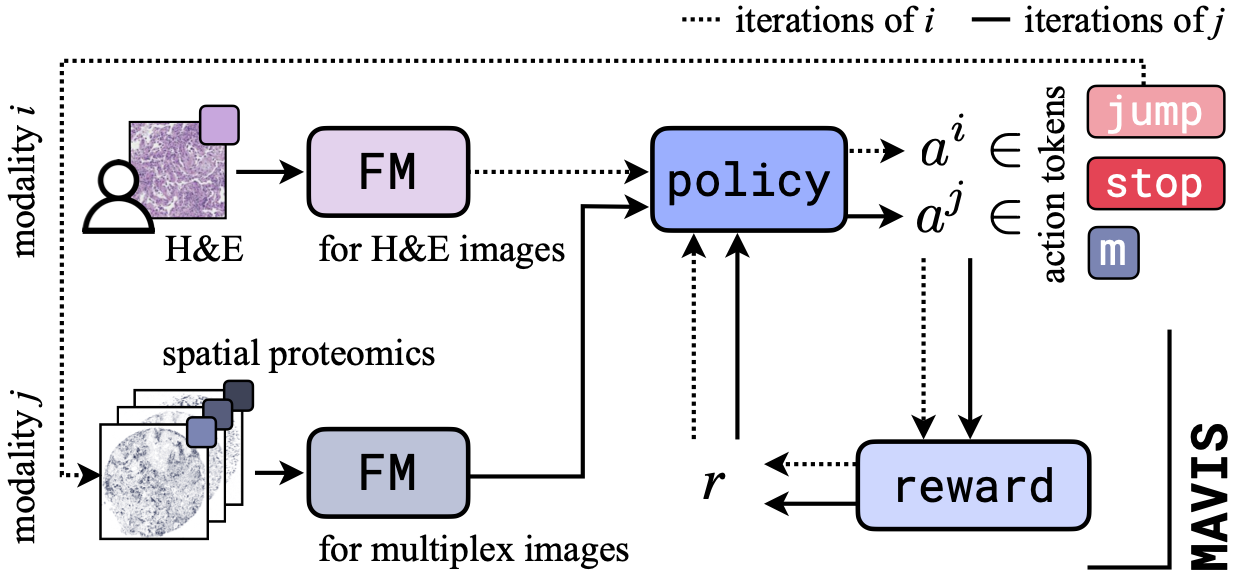 iterations of i
iterations of j
modality i
H&E
FM
for H&E images
policy
a^i ∈
a^j ∈
action tokens
jump
stop
m
modality j
spatial proteomics
FM
for multiplex images
r
reward
MAVIS